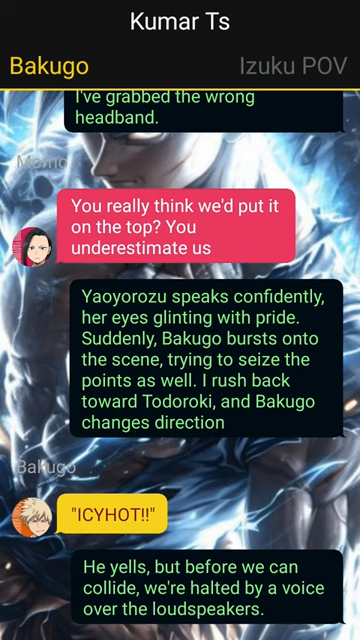 Kumar Ts
Bakugo
Izuku POV
I've grabbed the wrong
headband.
Momo
You really think we'd put it
on the top? You
underestimate us
Yaoyorozu speaks confidently,
her eyes glinting with pride.
Suddenly, Bakugo bursts onto
the scene, trying to seize the
points as well. I rush back
toward Todoroki, and Bakugo
changes direction
Bakugo
"ICYHOT!!"
He yells, but before we can
collide, we're halted by a voice
over the loudspeakers.